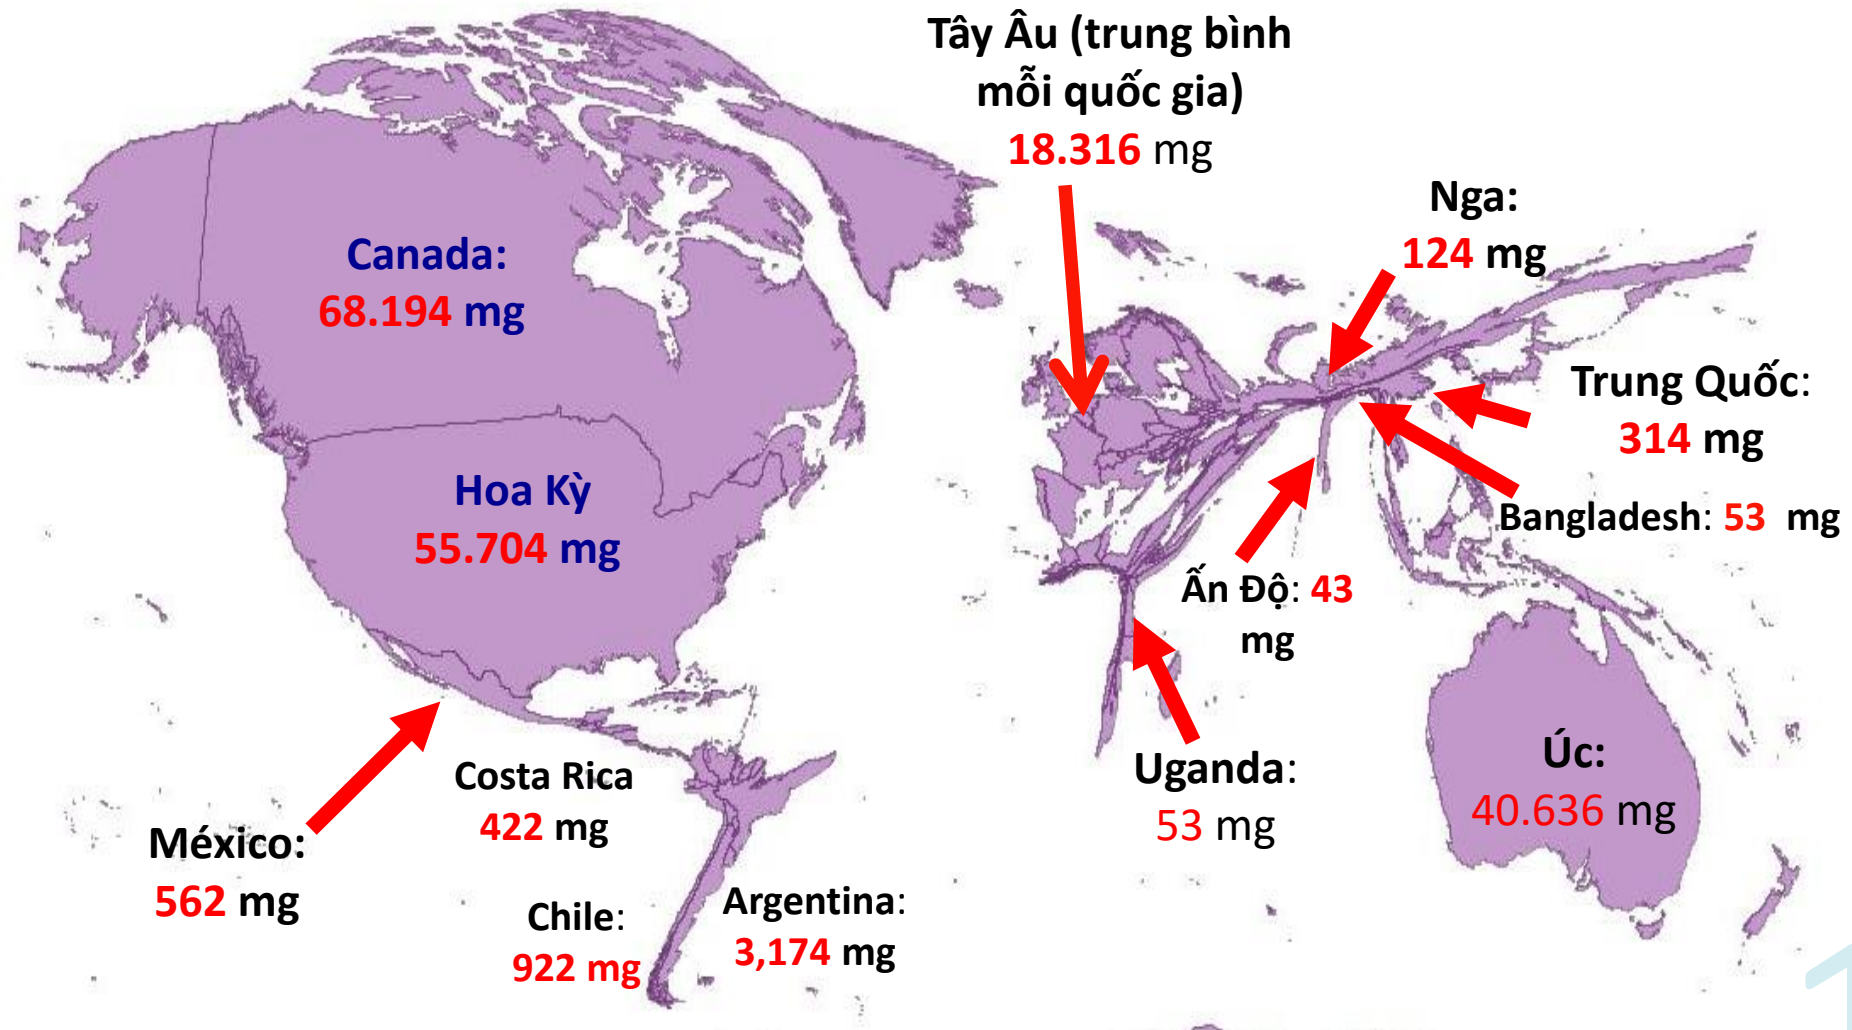 Tây Âu (trung bình
mỗi quốc gia)
18.316 mg
Nga:
124 mg
Canada:
68.194 mg
Trung Quốc:
314 mg
Hoa Kỳ
55.704 mg
Bangladesh: 53 mg
Ấn Độ: 43
mg
Uganda:
53 mg
Úc:
40.636 mg
Costa Rica
422 mg
México:
562 mg
Chile:
922 mg
Argentina:
3,174 mg